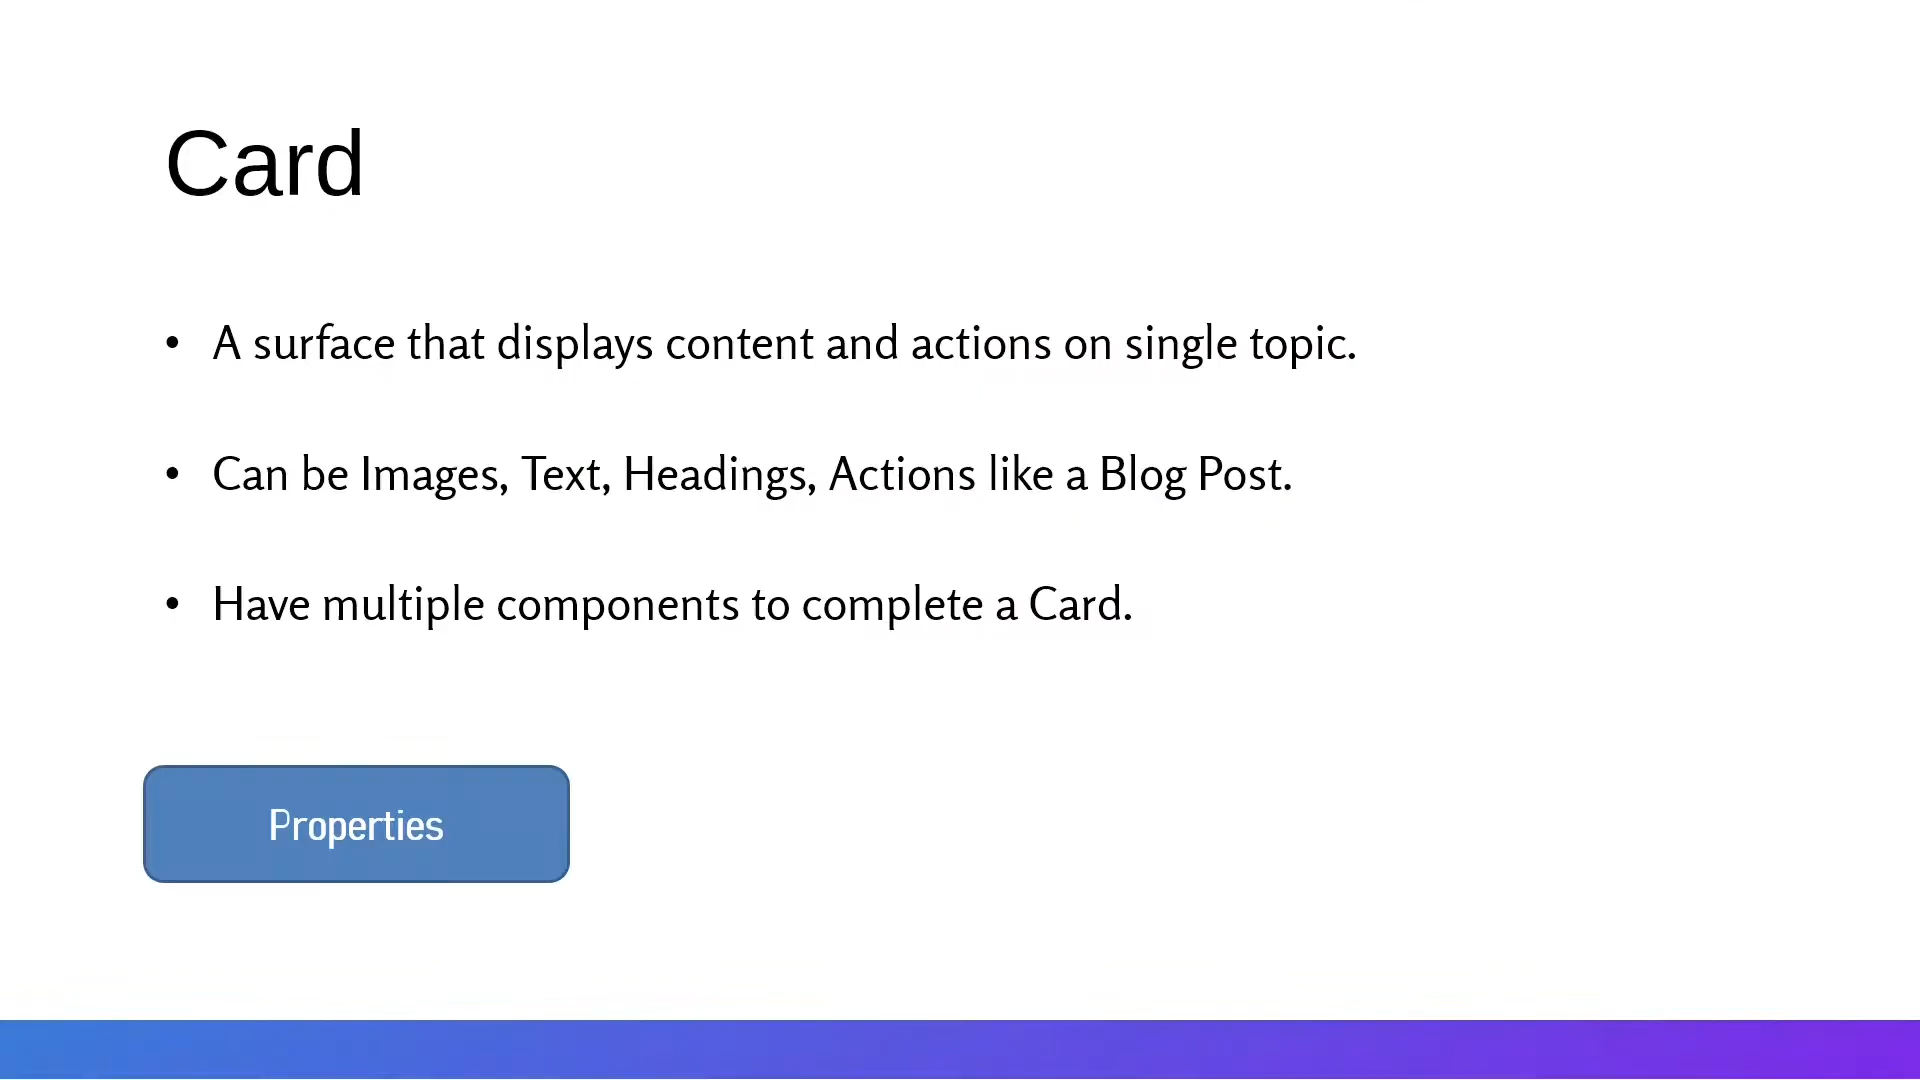 Card
• A surface that displays content and actions on single topic.
• Can be Images, Text, Headings, Actions like a Blog Post.
• Have multiple components to complete a Card.
Properties